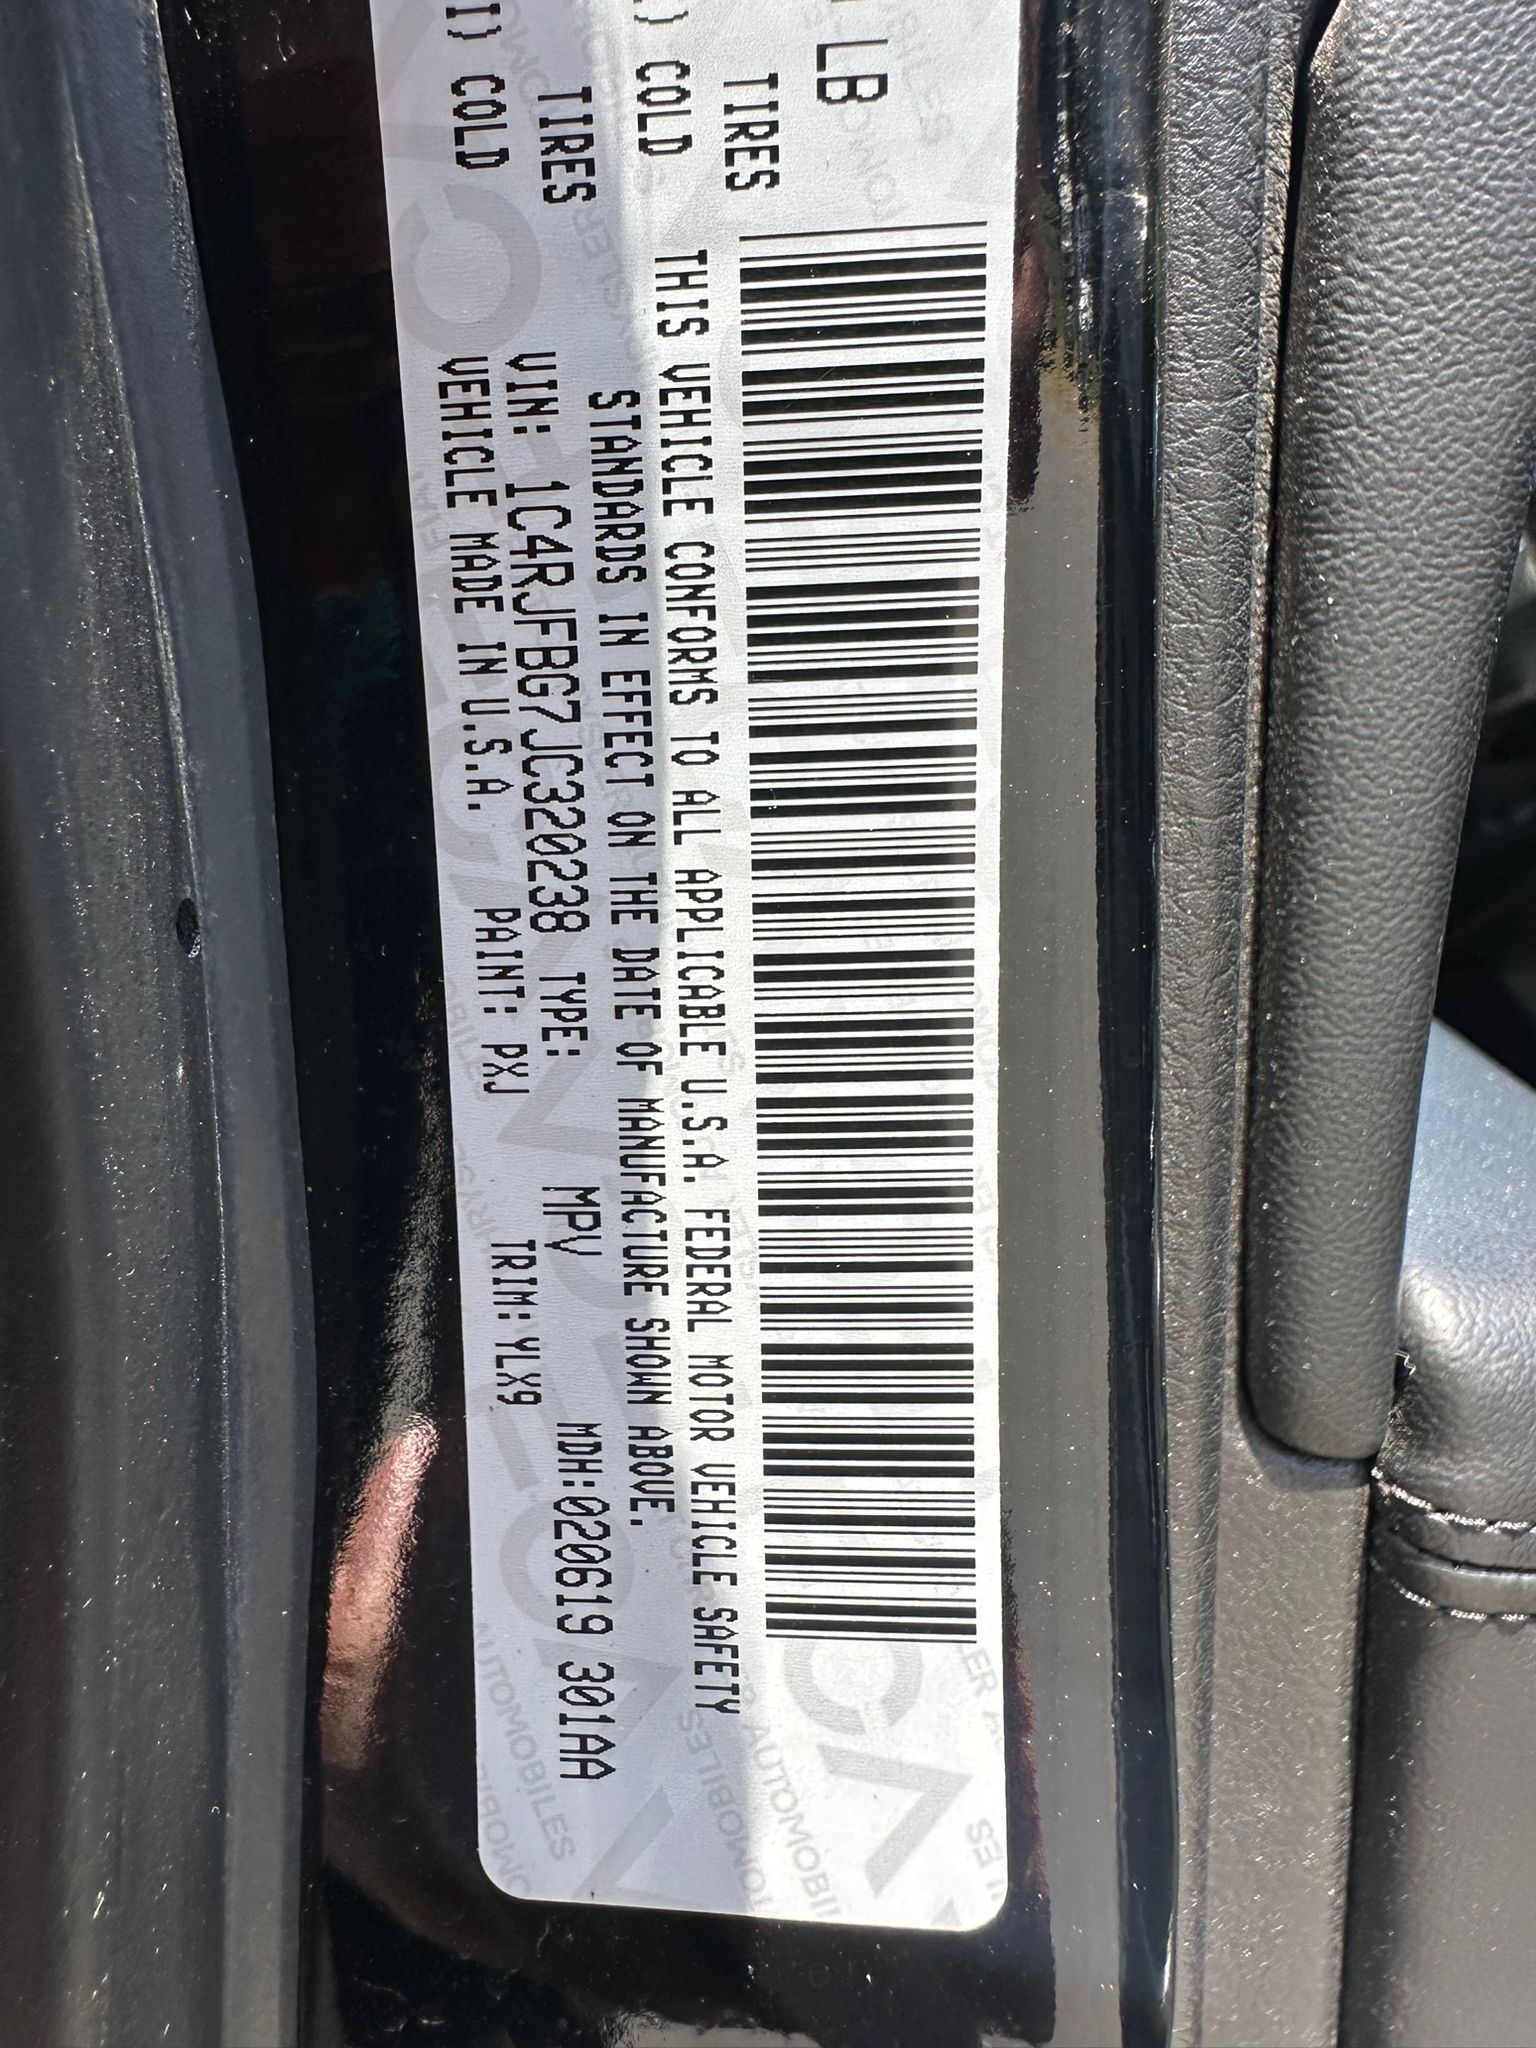 LB
TIRES
) COLD
TIRES
I) COLD
THIS VEHICLE CONFORMS TO ALL APPLICABLE U.S.A. FEDERAL MOTOR VEHICLE SAFETY
STANDARDS IN EFFECT ON THE DATE OF MANUFACTURE SHOWN ABOVE.
VIN: 1C4RJFBG7JC320238 TYPE: MPV MDH:020619 301AA
VEHICLE MADE IN U.S.A. PAINT: PXJ TRIM: YLX9